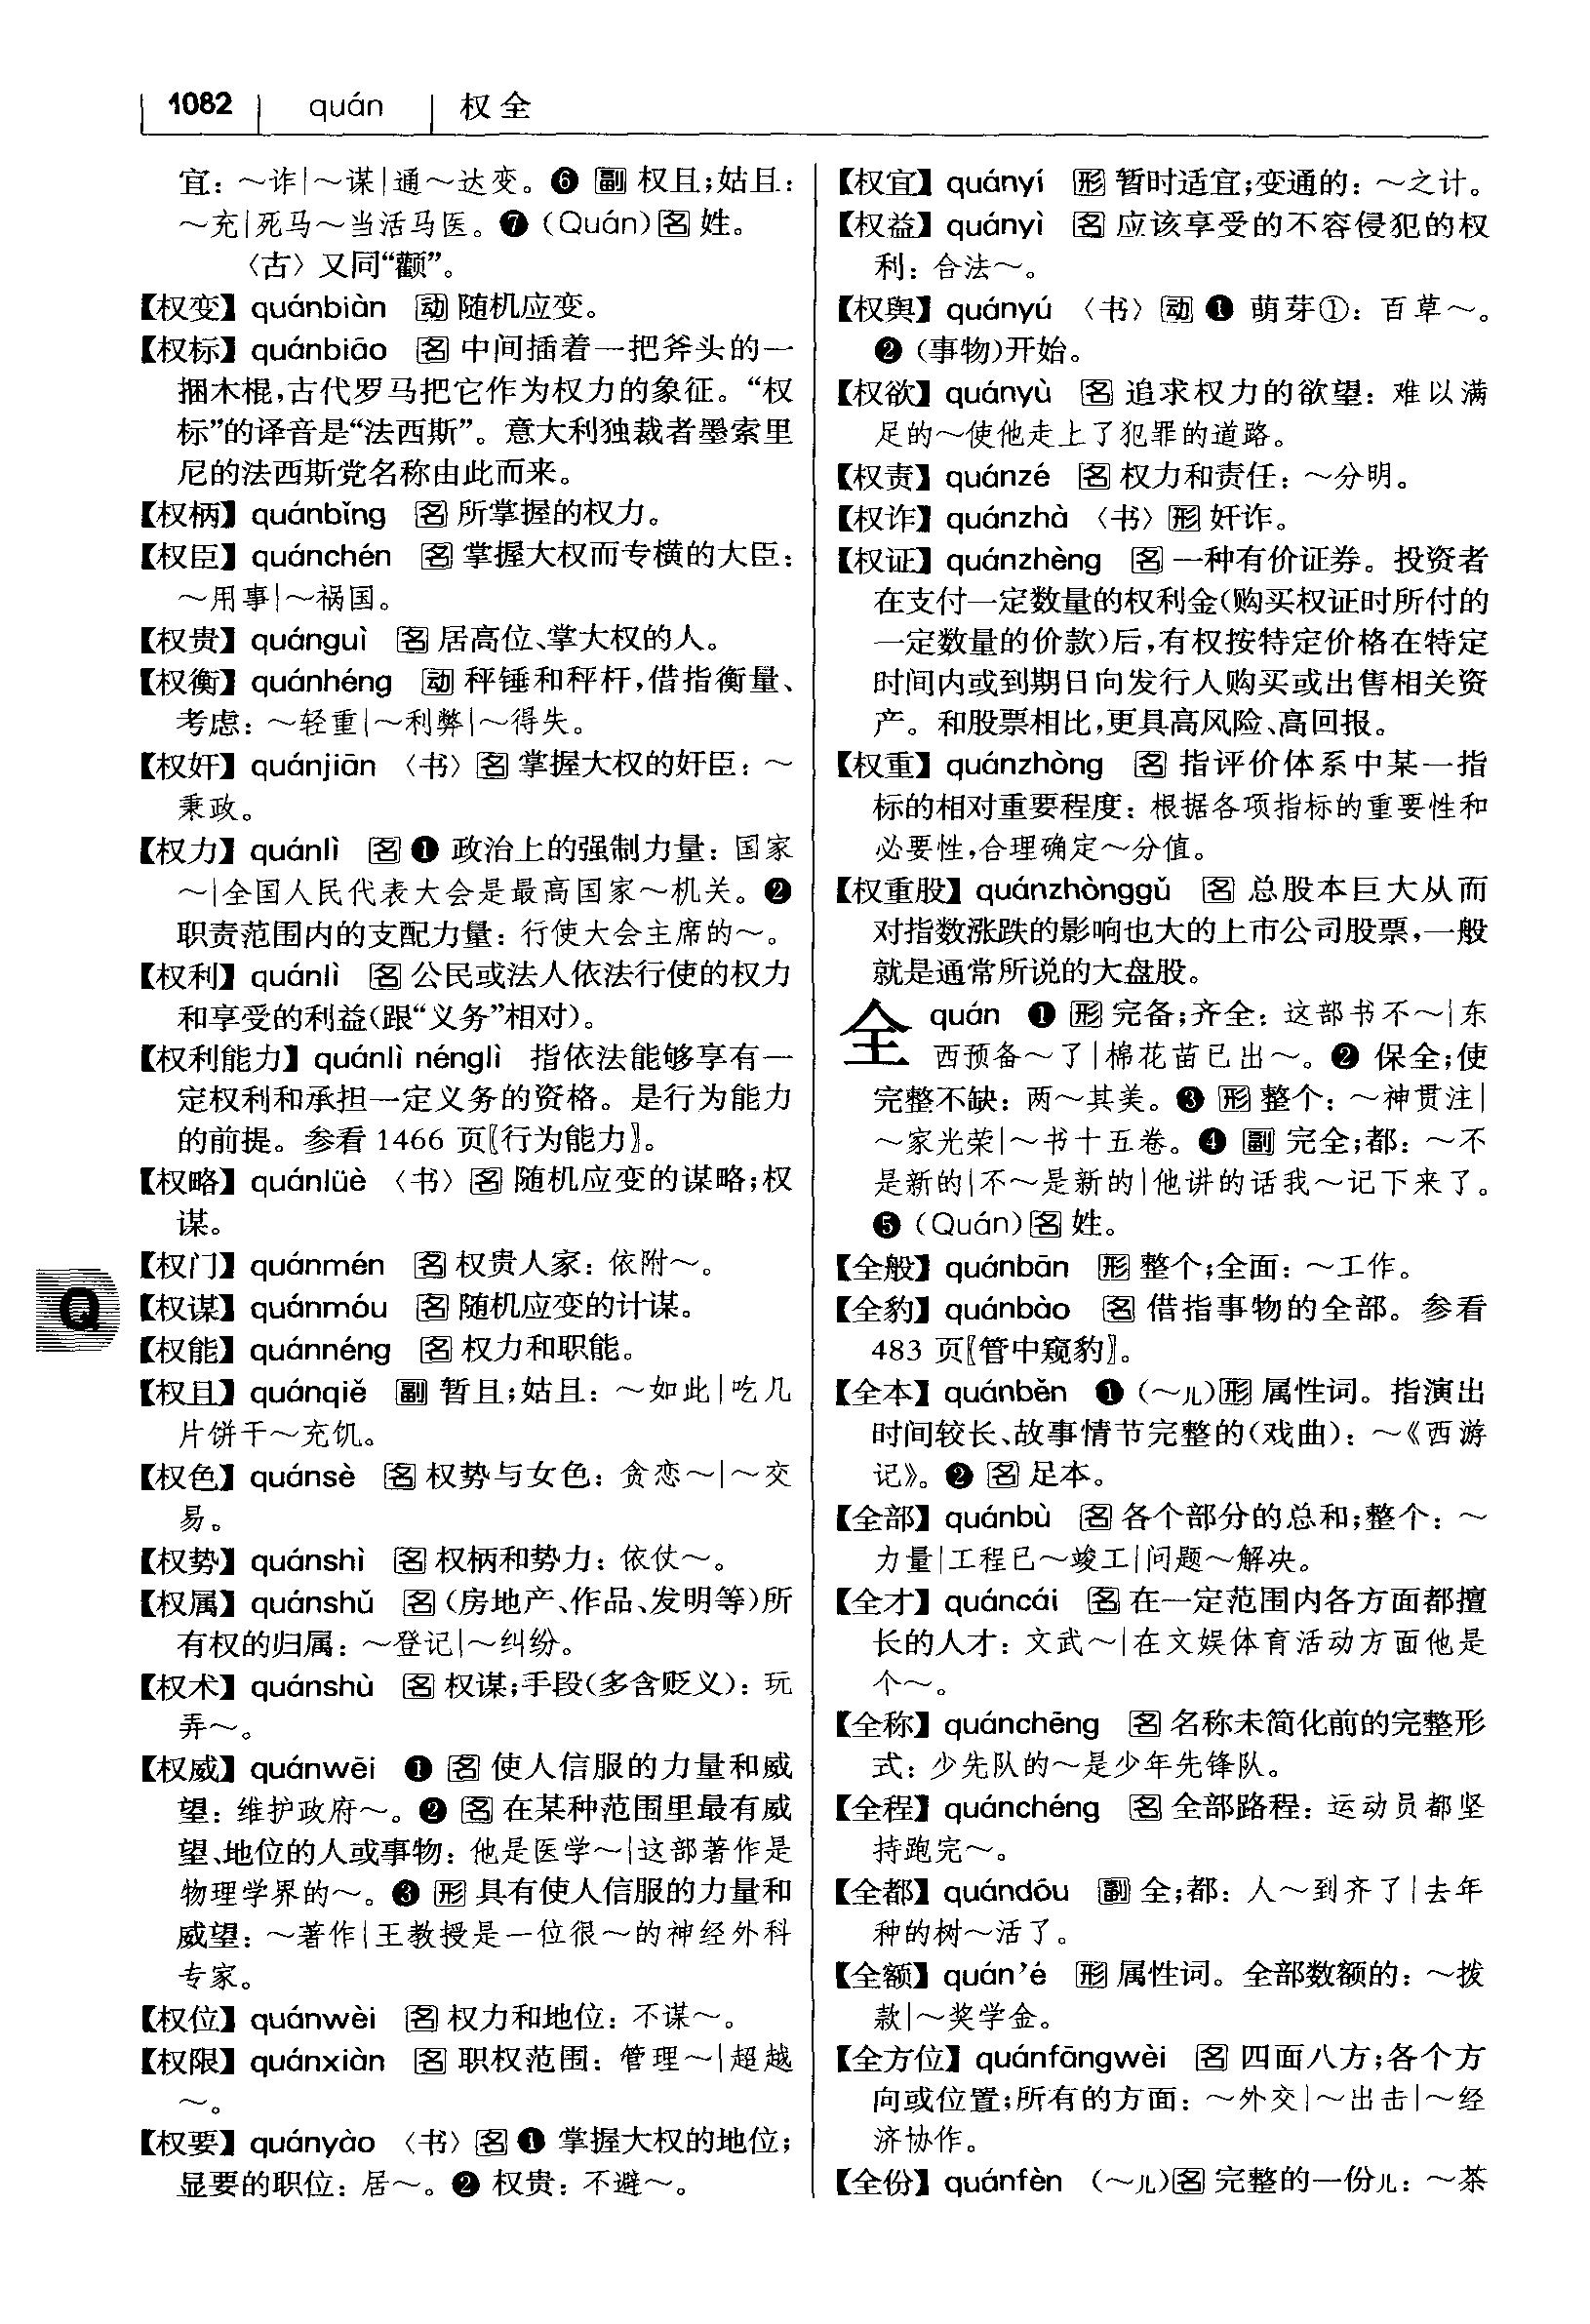 1082 quán 权全
宜：～诈|～谋|通～达变。❻ 副 权且；姑且：
～充|死马～当活马医。❼（Quán）名 姓。
〈古〉又同“颧”。
【权变】quánbiàn 动 随机应变。
【权标】quánbiāo 名 中间插着一把斧头的一
捆木棍，古代罗马把它作为权力的象征。“权
标”的译音是“法西斯”。意大利独裁者墨索里
尼的法西斯党名称由此而来。
【权柄】quánbǐng 名 所掌握的权力。
【权臣】quánchén 名 掌握大权而专横的大臣：
～用事|～祸国。
【权贵】quánguì 名 居高位、掌大权的人。
【权衡】quánhéng 动 秤锤和秤杆，借指衡量、
考虑：～轻重|～利弊|～得失。
【权奸】quánjiān〈书〉名 掌握大权的奸臣：～
秉政。
【权力】quánlì 名 ❶ 政治上的强制力量：国家
～|全国人民代表大会是最高国家～机关。❷
职责范围内的支配力量：行使大会主席的～。
【权利】quánlì 名 公民或法人依法行使的权力
和享受的利益（跟“义务”相对）。
【权利能力】quánlì nénglì 指依法能够享有一
定权利和承担一定义务的资格。是行为能力
的前提。参看 1466 页〖行为能力〗。
【权略】quánlüè〈书〉名 随机应变的谋略；权
谋。
【权门】quánmén 名 权贵人家：依附～。
【权谋】quánmóu 名 随机应变的计谋。
【权能】quánnéng 名 权力和职能。
【权且】quánqiě 副 暂且；姑且：～如此|吃几
片饼干～充饥。
【权色】quánsè 名 权势与女色：贪恋～|～交
易。
【权势】quánshì 名 权柄和势力：依仗～。
【权属】quánshǔ 名（房地产、作品、发明等）所
有权的归属：～登记|～纠纷。
【权术】quánshù 名 权谋；手段（多含贬义）：玩
弄～。
【权威】quánwēi ❶ 名 使人信服的力量和威
望：维护政府～。❷ 名 在某种范围里最有威
望、地位的人或事物：他是医学～|这部著作是
物理学界的～。❸ 形 具有使人信服的力量和
威望：～著作|王教授是一位很～的神经外科
专家。
【权位】quánwèi 名 权力和地位：不谋～。
【权限】quánxiàn 名 职权范围：管理～|超越
～。
【权要】quányào〈书〉名 ❶ 掌握大权的地位；
显要的职位：居～。❷ 权贵：不避～。
Q
【权宜】quányí 形 暂时适宜；变通的：～之计。
【权益】quányì 名 应该享受的不容侵犯的权
利：合法～。
【权舆】quányú〈书〉动 ❶ 萌芽①：百草～。
❷（事物）开始。
【权欲】quányù 名 追求权力的欲望：难以满
足的～使他走上了犯罪的道路。
【权责】quánzé 名 权力和责任：～分明。
【权诈】quánzhà〈书〉形 奸诈。
【权证】quánzhèng 名 一种有价证券。投资者
在支付一定数量的权利金（购买权证时所付的
一定数量的价款）后，有权按特定价格在特定
时间内或到期日向发行人购买或出售相关资
产。和股票相比，更具高风险、高回报。
【权重】quánzhòng 名 指评价体系中某一指
标的相对重要程度：根据各项指标的重要性和
必要性，合理确定～分值。
【权重股】quánzhònggǔ 名 总股本巨大从而
对指数涨跌的影响也大的上市公司股票，一般
就是通常所说的大盘股。
全 quán ❶ 形 完备；齐全：这部书不～|东
西预备～了|棉花苗已出～。❷ 保全；使
完整不缺：两～其美。❸ 形 整个：～神贯注|
～家光荣|～书十五卷。❹ 副 完全；都：～不
是新的|不～是新的|他讲的话我～记下来了。
❺（Quán）名 姓。
【全般】quánbān 形 整个；全面：～工作。
【全豹】quánbào 名 借指事物的全部。参看
483 页〖管中窥豹〗。
【全本】quánběn ❶（～儿）形 属性词。指演出
时间较长、故事情节完整的（戏曲）：～《西游
记》。❷ 名 足本。
【全部】quánbù 名 各个部分的总和；整个：～
力量|工程已～竣工|问题～解决。
【全才】quáncái 名 在一定范围内各方面都擅
长的人才：文武～|在文娱体育活动方面他是
个～。
【全称】quánchēng 名 名称未简化前的完整形
式：少先队的～是少年先锋队。
【全程】quánchéng 名 全部路程：运动员都坚
持跑完～。
【全都】quándōu 副 全；都：人～到齐了|去年
种的树～活了。
【全额】quán’é 形 属性词。全部数额的：～拨
款|～奖学金。
【全方位】quánfāngwèi 名 四面八方；各个方
向或位置；所有的方面：～外交|～出击|～经
济协作。
【全份】quánfèn（～儿）名 完整的一份儿：～茶